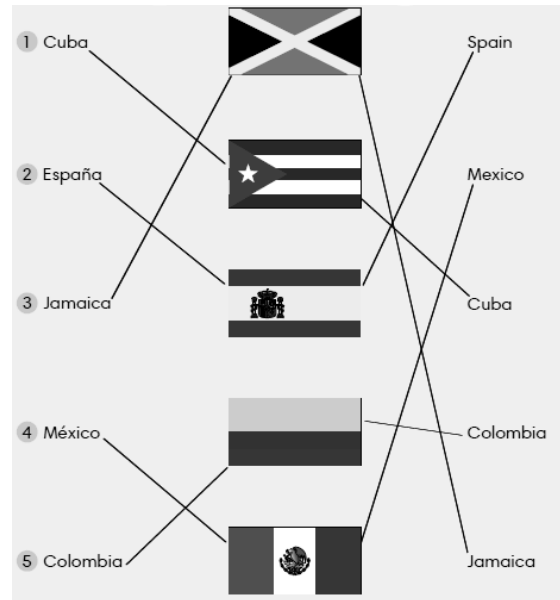 1 Cuba
Spain
2 España
Mexico
3 Jamaica
Cuba
4 México
Colombia
5 Colombia
Jamaica